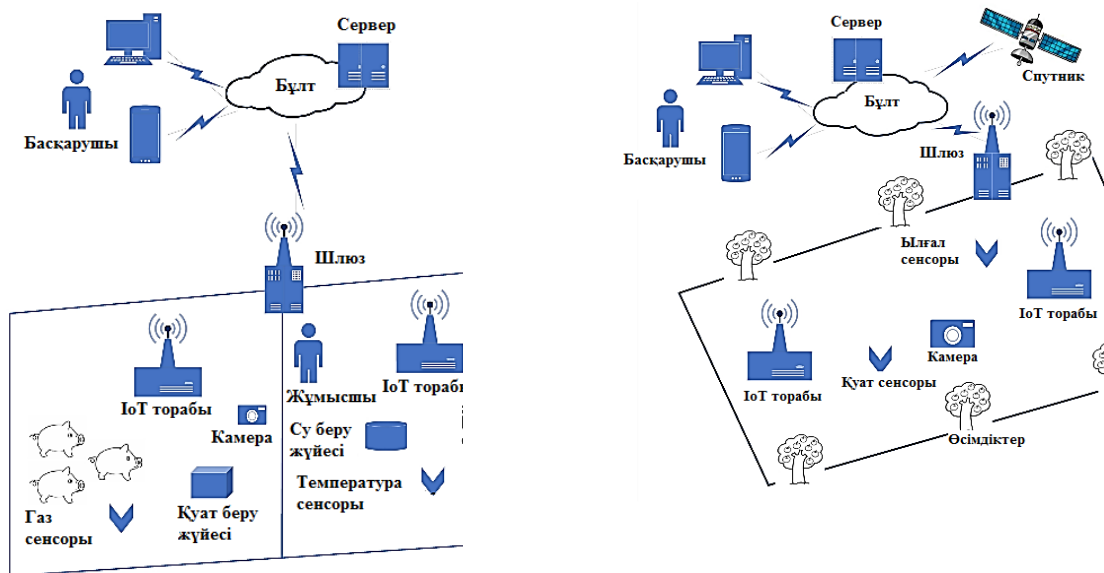 Сервер
Бұлт
Басқарушы
Шлюз
IoT торабы
IoT торабы
Жұмысшы
Камера
Су беру
жүйесі
Температура
сенсоры
Газ
сенсоры
Қуат беру
жүйесі
Сервер
Спутник
Бұлт
Басқарушы
Шлюз
Ылғал
сенсоры
IoT торабы
Камера
Қуат сенсоры
IoT торабы
Өсімдіктер